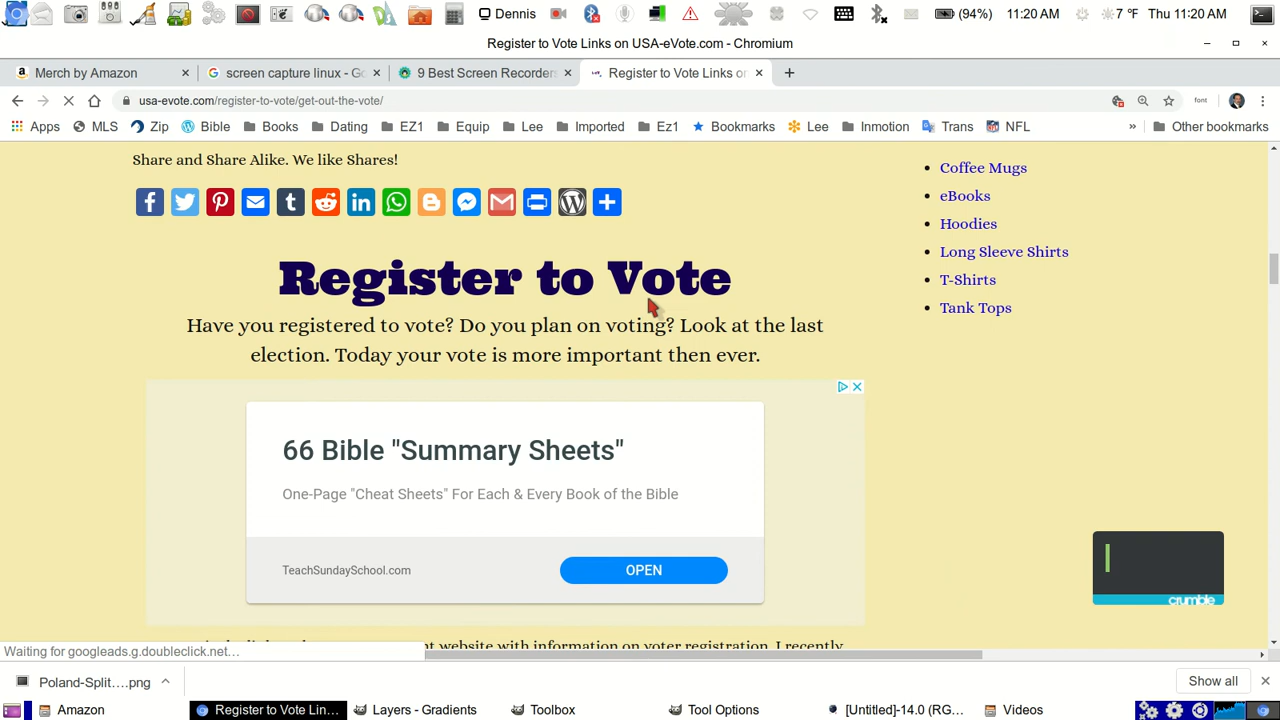 Dennis
(94%)
11:20 AM
7 °F
Thu 11:20 AM
Register to Vote Links on USA-eVote.com - Chromium
Merch by Amazon
screen capture linux - Go
9 Best Screen Recorders
Register to Vote Links on
usa-evote.com/register-to-vote/get-out-the-vote/
font
Apps
MLS
Zip
Bible
Books
Dating
EZ1
Equip
Lee
Imported
Ez1
Bookmarks
Lee
Inmotion
Trans
NFL
»
Other bookmarks
Share and Share Alike. We like Shares!
Register to Vote
Have you registered to vote? Do you plan on voting? Look at the last
election. Today your vote is more important then ever.
66 Bible "Summary Sheets"
One-Page "Cheat Sheets" For Each & Every Book of the Bible
TeachSundaySchool.com
OPEN
website with information on voter registration. I recently
Coffee Mugs
eBooks
Hoodies
Long Sleeve Shirts
T-Shirts
Tank Tops
crumble
Waiting for googleads.g.doubleclick.net...
Poland-Split....png
Show all
Amazon
Register to Vote Lin...
Layers - Gradients
Toolbox
Tool Options
[Untitled]-14.0 (RG...
Videos